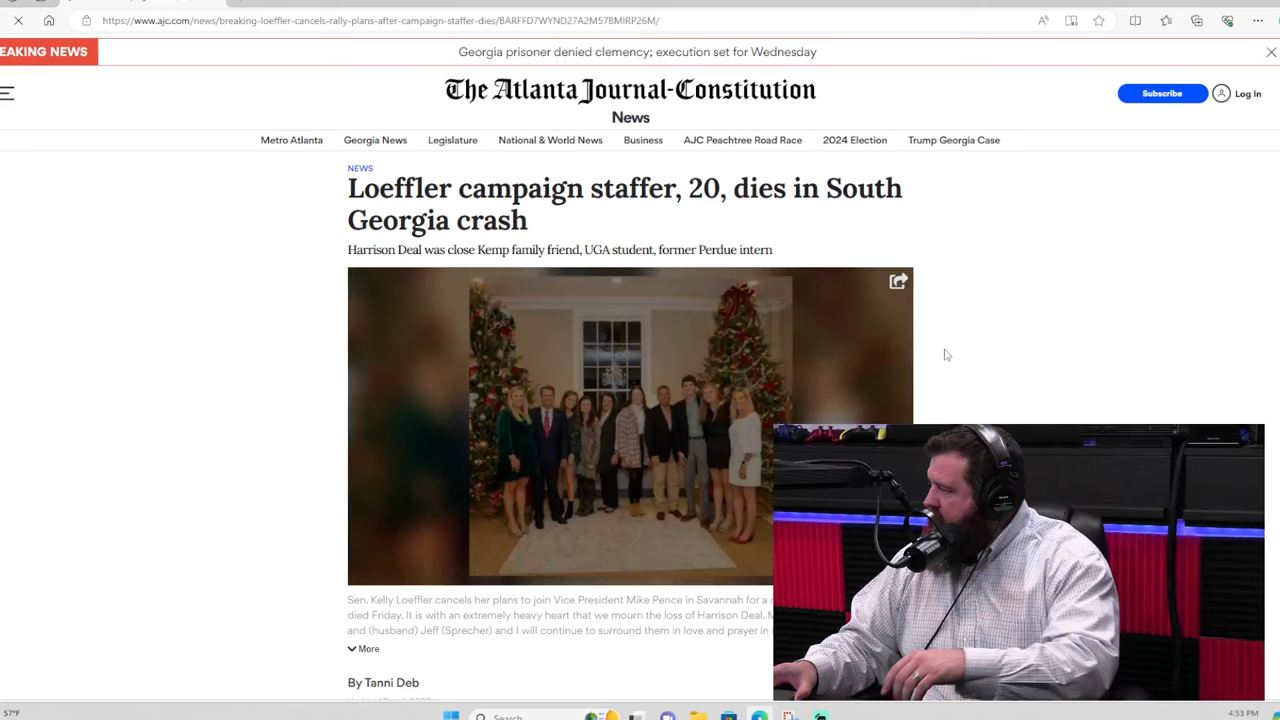 https://www.ajc.com/news/breaking-loeffler-cancels-rally-plans-after-campaign-staffer-dies/BARFFD7WYND27A2M57BMIRP26M/
EAKING NEWS
Georgia prisoner denied clemency; execution set for Wednesday
The Atlanta Journal-Constitution
News
Subscribe
Log In
Metro Atlanta
Georgia News
Legislature
National & World News
Business
AJC Peachtree Road Race
2024 Election
Trump Georgia Case
NEWS
Loeffler campaign staffer, 20, dies in South
Georgia crash
Harrison Deal was close Kemp family friend, UGA student, former Perdue intern
Sen. Kelly Loeffler cancels her plans to join Vice President Mike Pence in Savannah for a
died Friday. It is with an extremely heavy heart that we mourn the loss of Harrison Deal.
and (husband) Jeff (Sprecher) and I will continue to surround them in love and prayer in
More
By Tanni Deb
57°F
Search
4:53 PM